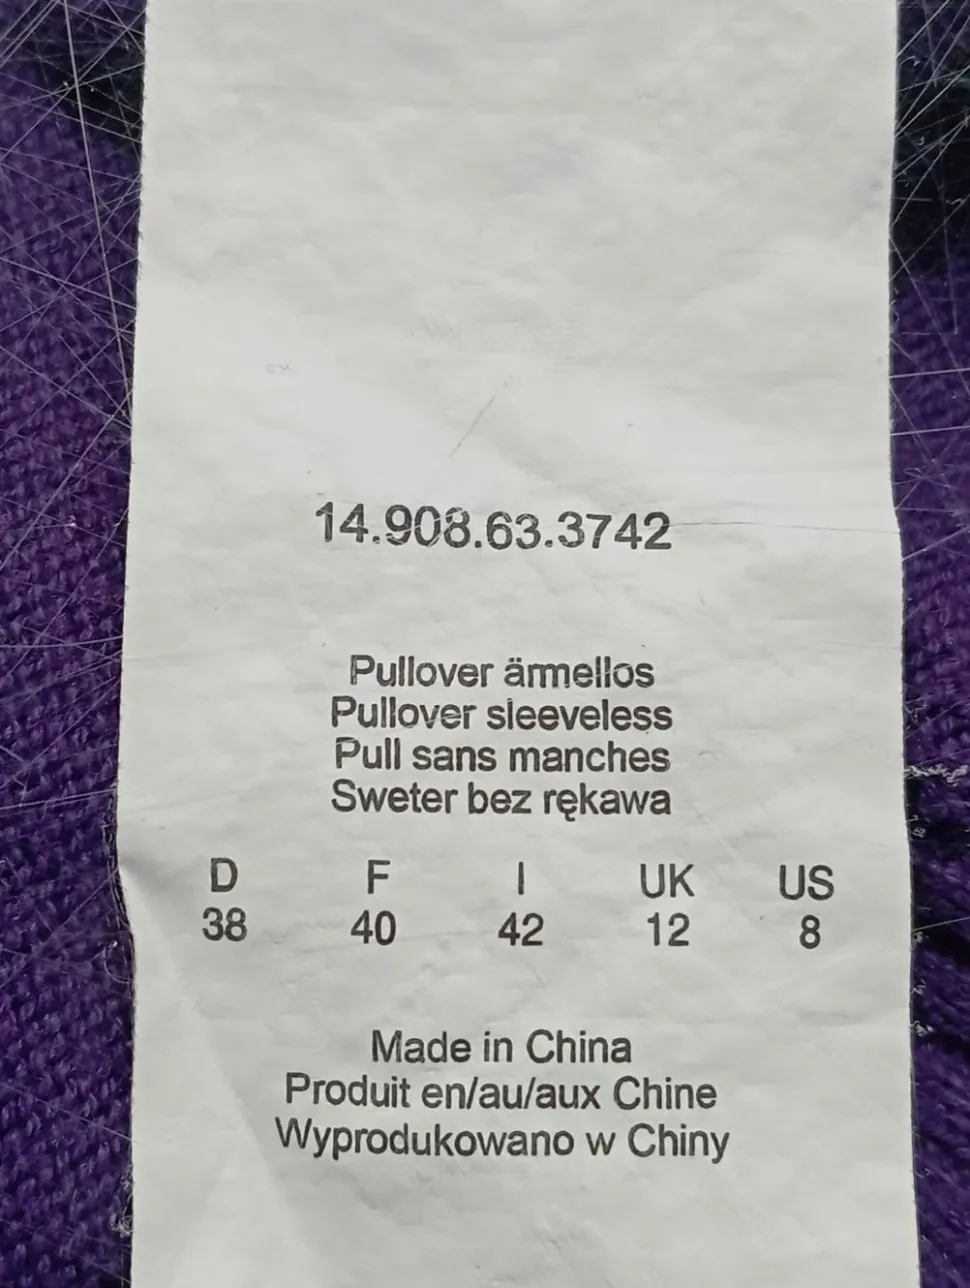 14.908.63.3742
Pullover ärmellos
Pullover sleeveless
Pull sans manches
Sweter bez rękawa
D F I UK US
38 40 42 12 8
Made in China
Produit en/au/aux Chine
Wyprodukowano w Chiny